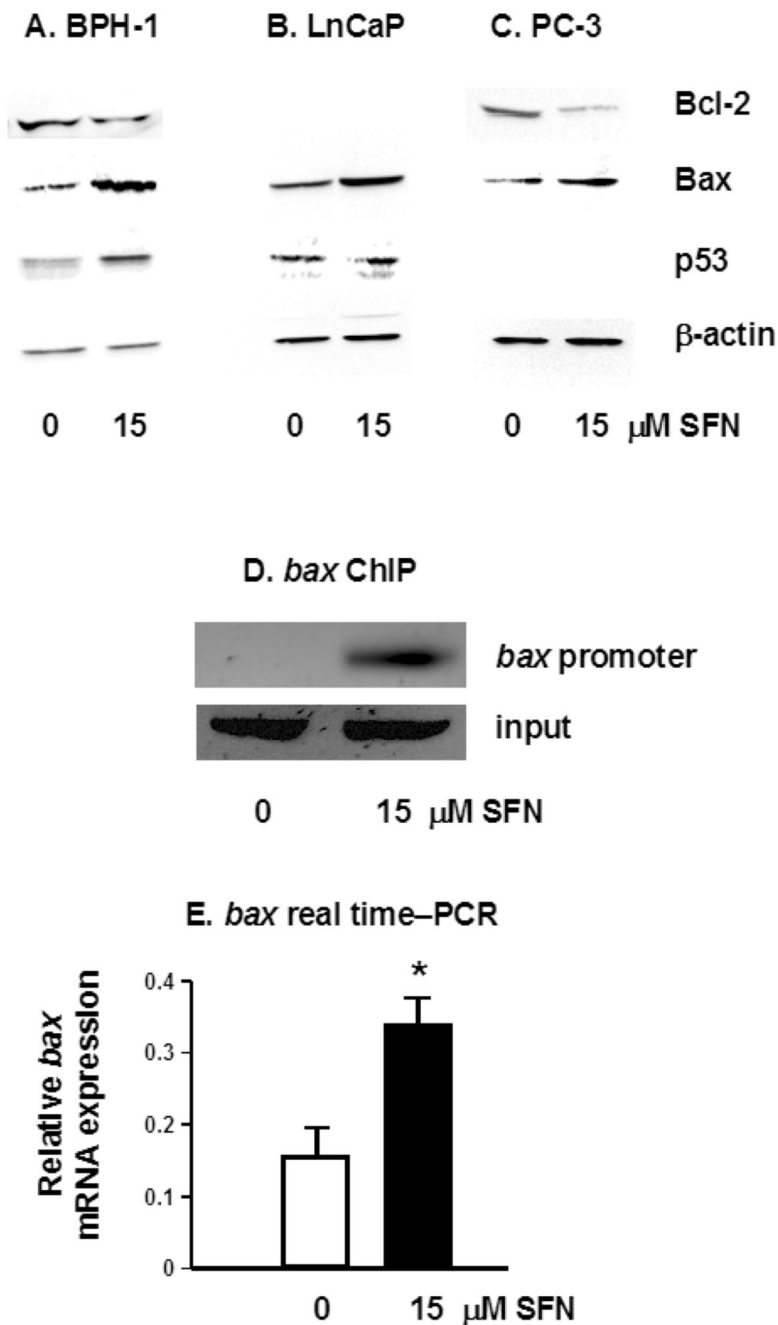 A. BPH-1 B. LnCaP C. PC-3
Bcl-2
Bax
p53
β-actin
0 15 0 15 0 15 μM SFN
D. bax ChIP
bax promoter
input
0 15 μM SFN
E. bax real time–PCR
*
0.4
0.3
0.2
0.1
0
Relative bax
mRNA expression
0 15 μM SFN